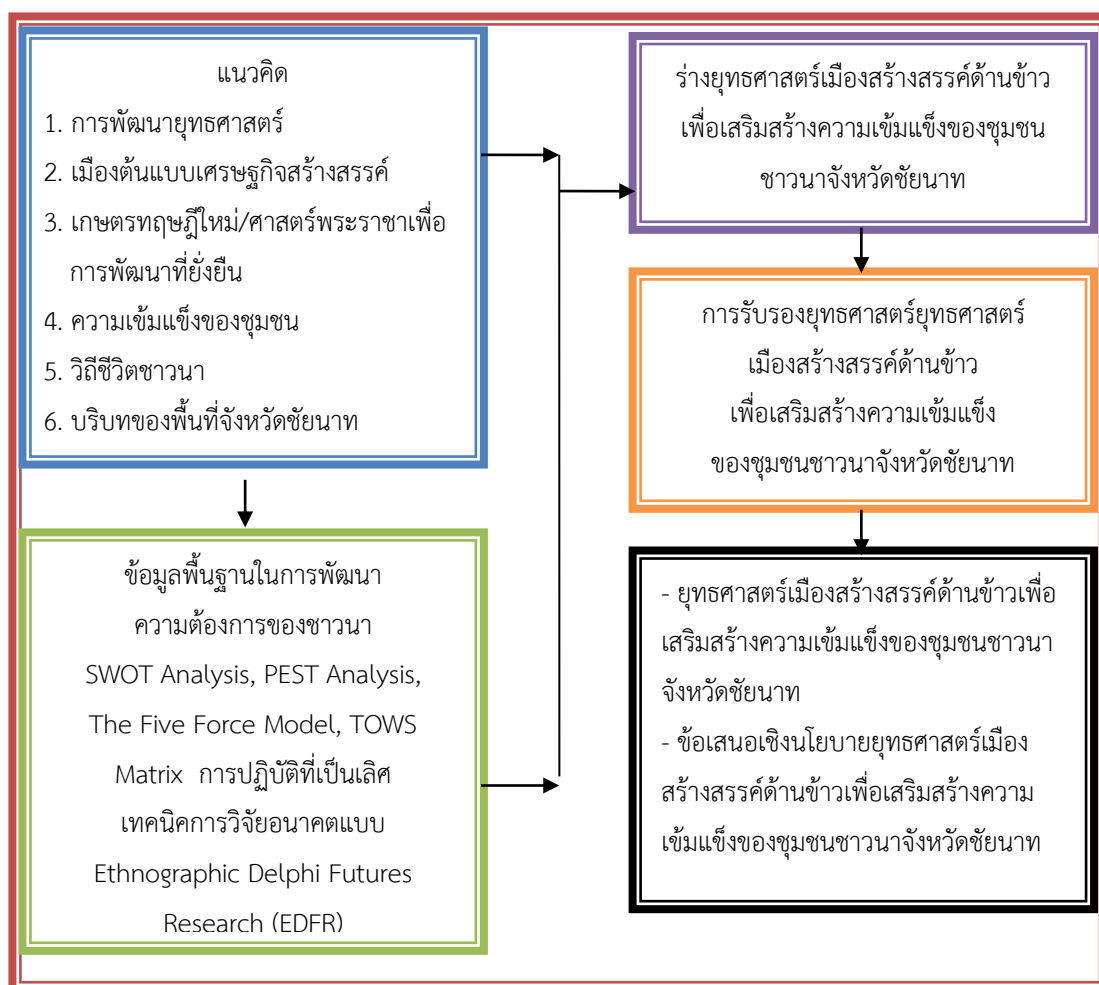 แนวคิด
1. การพัฒนายุทธศาสตร์
2. เมืองต้นแบบเศรษฐกิจสร้างสรรค์
3. เกษตรทฤษฎีใหม่/ศาสตร์พระราชาเพื่อ
การพัฒนาที่ยั่งยืน
4. ความเข้มแข็งของชุมชน
5. วิถีชีวิตชาวนา
6. บริบทของพื้นที่จังหวัดชัยนาท
ข้อมูลพื้นฐานในการพัฒนา
ความต้องการของชาวนา
SWOT Analysis, PEST Analysis,
The Five Force Model, TOWS
Matrix การปฏิบัติที่เป็นเลิศ
เทคนิคการวิจัยอนาคตแบบ
Ethnographic Delphi Futures
Research (EDFR)
ร่างยุทธศาสตร์เมืองสร้างสรรค์ด้านข้าว
เพื่อเสริมสร้างความเข้มแข็งของชุมชน
ชาวนาจังหวัดชัยนาท
การรับรองยุทธศาสตร์ยุทธศาสตร์
เมืองสร้างสรรค์ด้านข้าว
เพื่อเสริมสร้างความเข้มแข็ง
ของชุมชนชาวนาจังหวัดชัยนาท
- ยุทธศาสตร์เมืองสร้างสรรค์ด้านข้าวเพื่อ
เสริมสร้างความเข้มแข็งของชุมชนชาวนา
จังหวัดชัยนาท
- ข้อเสนอเชิงนโยบายยุทธศาสตร์เมือง
สร้างสรรค์ด้านข้าวเพื่อเสริมสร้างความ
เข้มแข็งของชุมชนชาวนาจังหวัดชัยนาท